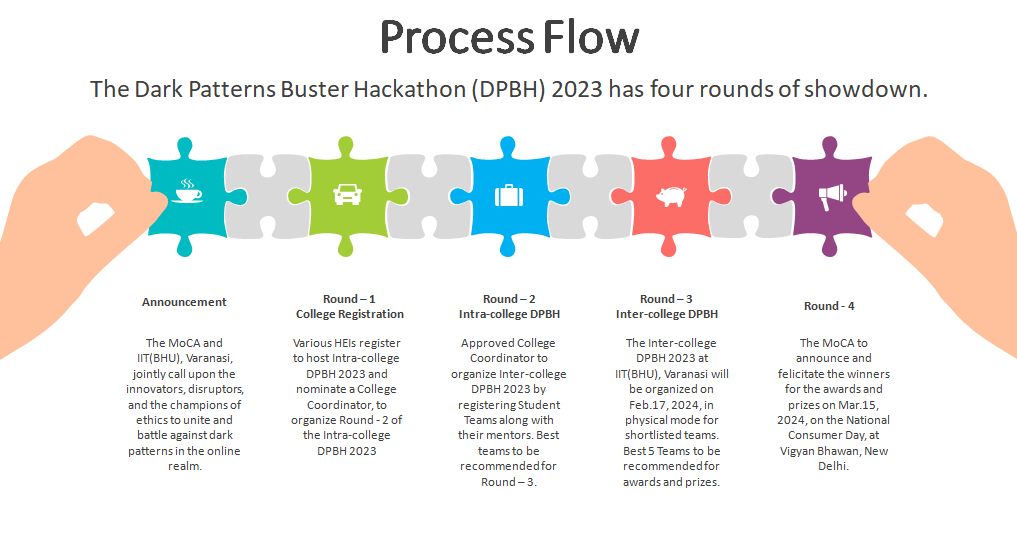 Process Flow
The Dark Patterns Buster Hackathon (DPBH) 2023 has four rounds of showdown.
Announcement
The MoCA and
IIT(BHU), Varanasi,
jointly call upon the
innovators, disruptors,
and the champions of
ethics to unite and
battle against dark
patterns in the online
realm.
Round – 1
College Registration
Various HEIs register
to host Intra-college
DPBH 2023 and
nominate a College
Coordinator, to
organize Round - 2 of
the Intra-college
DPBH 2023
Round – 2
Intra-college DPBH
Approved College
Coordinator to
organize Inter-college
DPBH 2023 by
registering Student
Teams along with
their mentors. Best
teams to be
recommended for
Round – 3.
Round – 3
Inter-college DPBH
The Inter-college
DPBH 2023 at
IIT(BHU), Varanasi will
be organized on
Feb.17, 2024, in
physical mode for
shortlisted teams.
Best 5 Teams to be
recommended for
awards and prizes.
Round - 4
The MoCA to
announce and
felicitate the winners
for the awards and
prizes on Mar.15,
2024, on the National
Consumer Day, at
Vigyan Bhawan, New
Delhi.